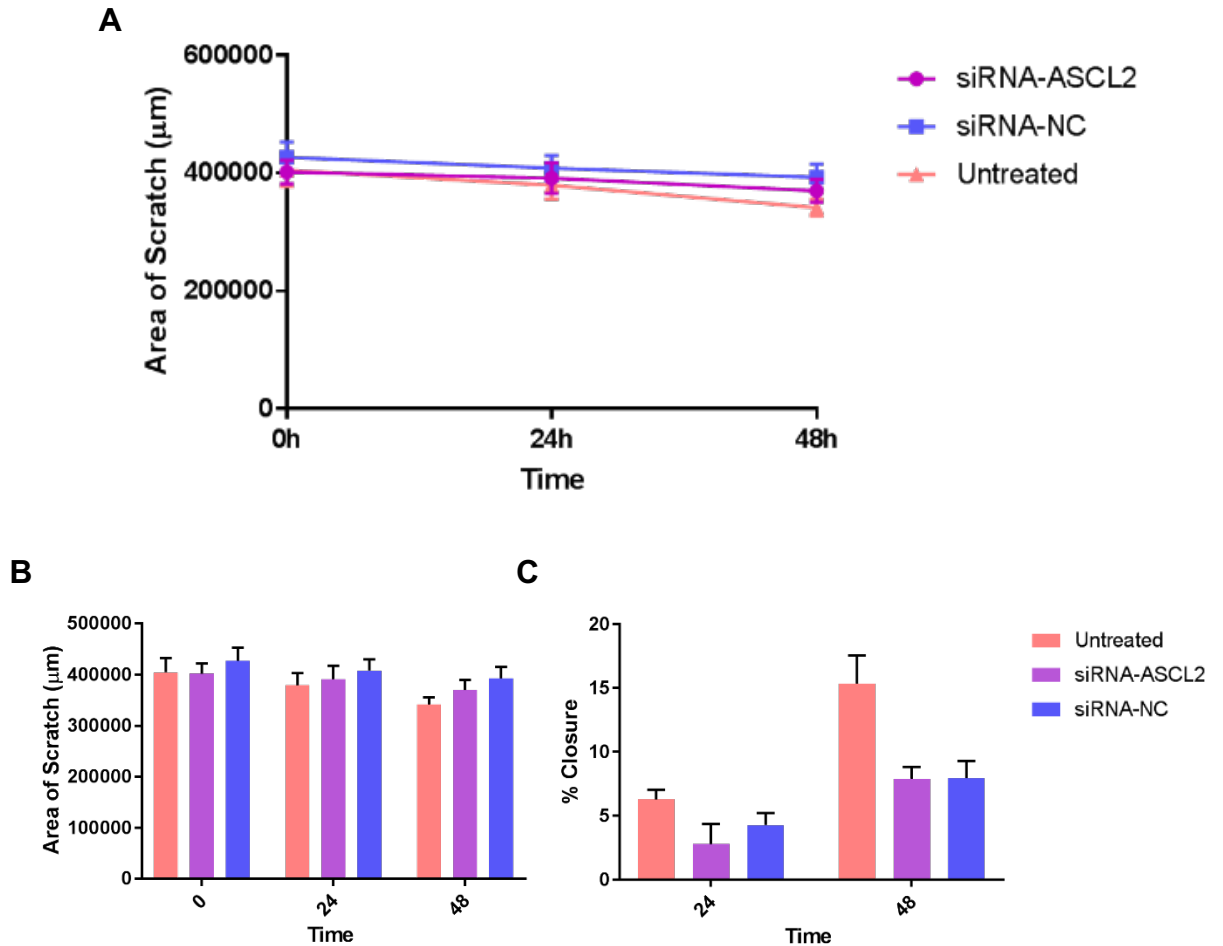 A
600000
400000
200000
0
0h
24h
48h
Area of Scratch (μm)
Time
siRNA-ASCL2
siRNA-NC
Untreated
B
500000
400000
300000
200000
100000
0
0
24
48
Area of Scratch (μm)
Time
C
20
15
10
5
0
24
48
% Closure
Time
Untreated
siRNA-ASCL2
siRNA-NC